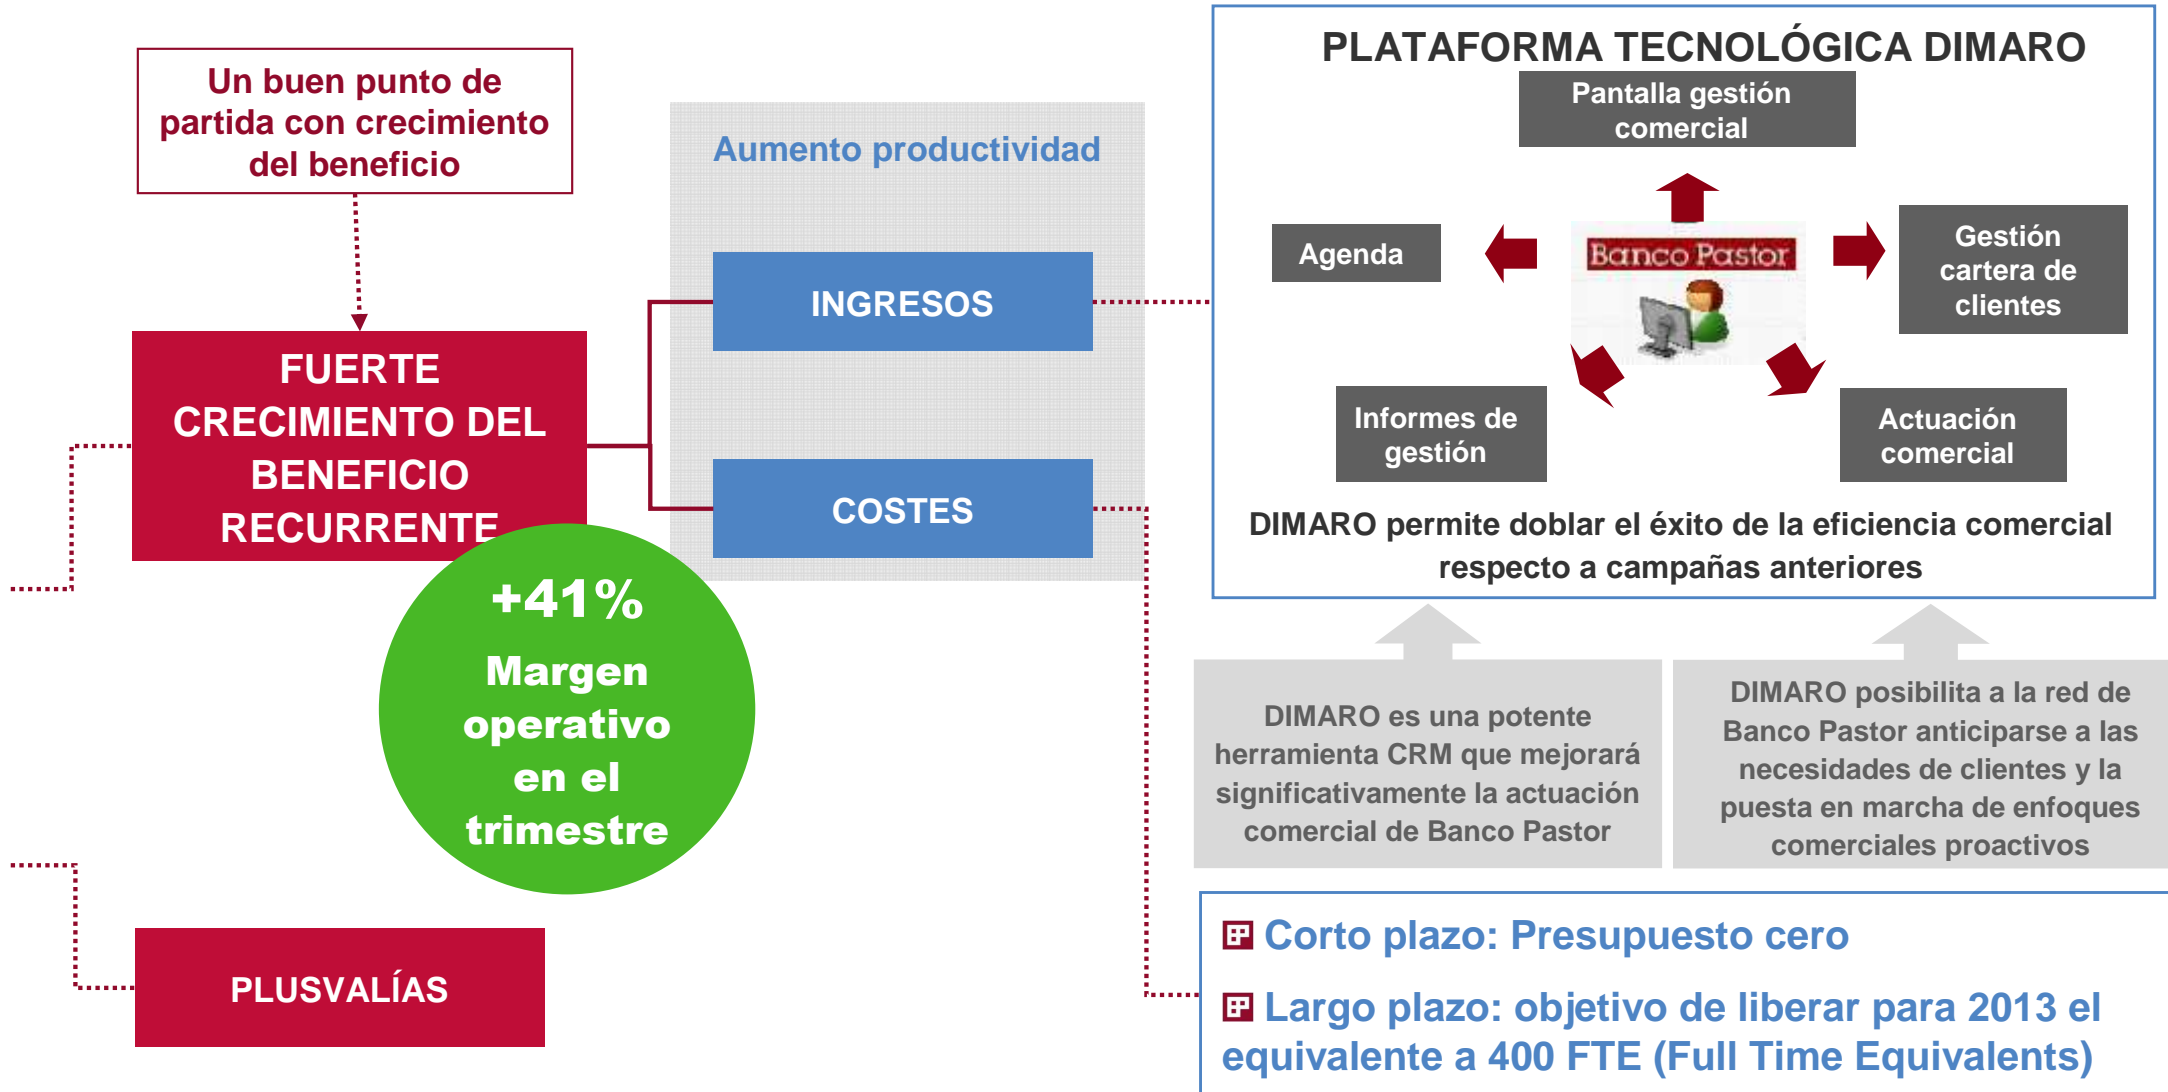 Un buen punto de
partida con crecimiento
del beneficio
FUERTE
CRECIMIENTO DEL
BENEFICIO
RECURRENTE
+41%
Margen
operativo
en el
trimestre
PLUSVALÍAS
Aumento productividad
INGRESOS
COSTES
PLATAFORMA TECNOLÓGICA DIMARO
Pantalla gestión
comercial
Agenda
Banco Pastor
Gestión
cartera de
clientes
Informes de
gestión
Actuación
comercial
DIMARO permite doblar el éxito de la eficiencia comercial
respecto a campañas anteriores
DIMARO es una potente
herramienta CRM que mejorará
significativamente la actuación
comercial de Banco Pastor
DIMARO posibilita a la red de
Banco Pastor anticiparse a las
necesidades de clientes y la
puesta en marcha de enfoques
comerciales proactivos
Corto plazo: Presupuesto cero
Largo plazo: objetivo de liberar para 2013 el
equivalente a 400 FTE (Full Time Equivalents)